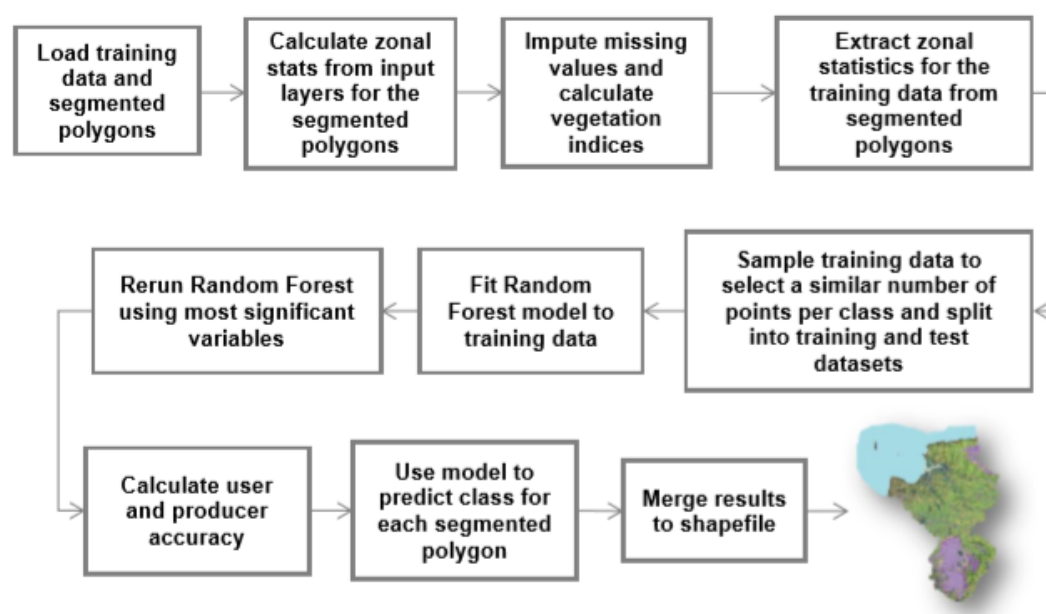 Load training
data and
segmented
polygons
Calculate zonal
stats from input
layers for the
segmented
polygons
Impute missing
values and
calculate
vegetation
indices
Extract zonal
statistics for the
training data from
segmented
polygons
Sample training data to
select a similar number of
points per class and split
into training and test
datasets
Fit Random
Forest model to
training data
Rerun Random Forest
using most significant
variables
Calculate user
and producer
accuracy
Use model to
predict class for
each segmented
polygon
Merge results
to shapefile